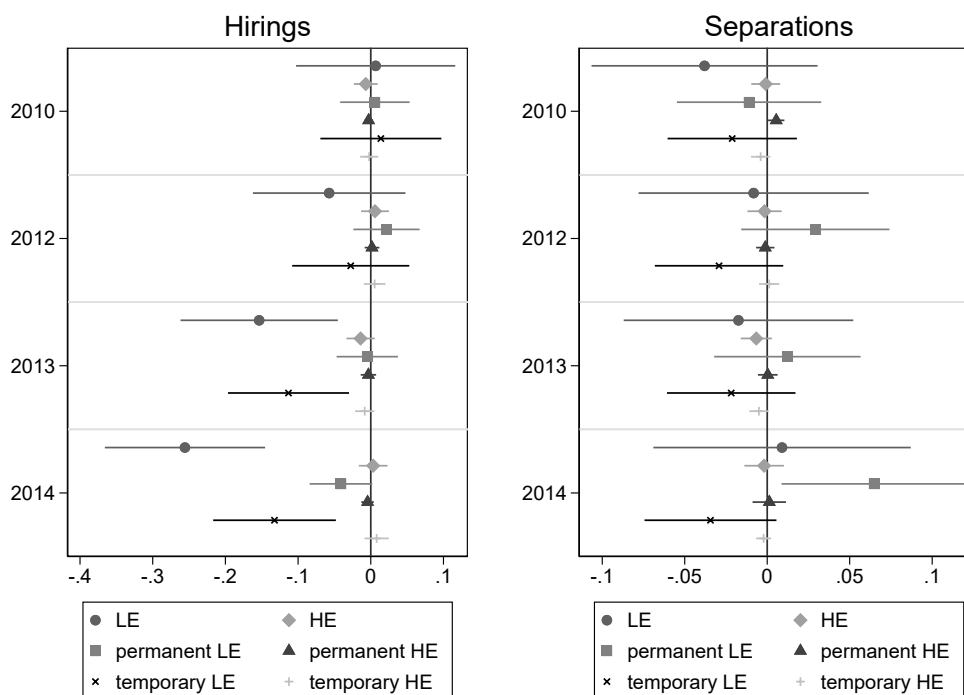 Hirings
2010
2012
2013
2014
-.4 -.3 -.2 -.1 0 .1
LE HE
permanent LE permanent HE
temporary LE temporary HE
Separations
2010
2012
2013
2014
-.1 -.05 0 .05 .1
LE HE
permanent LE permanent HE
temporary LE temporary HE